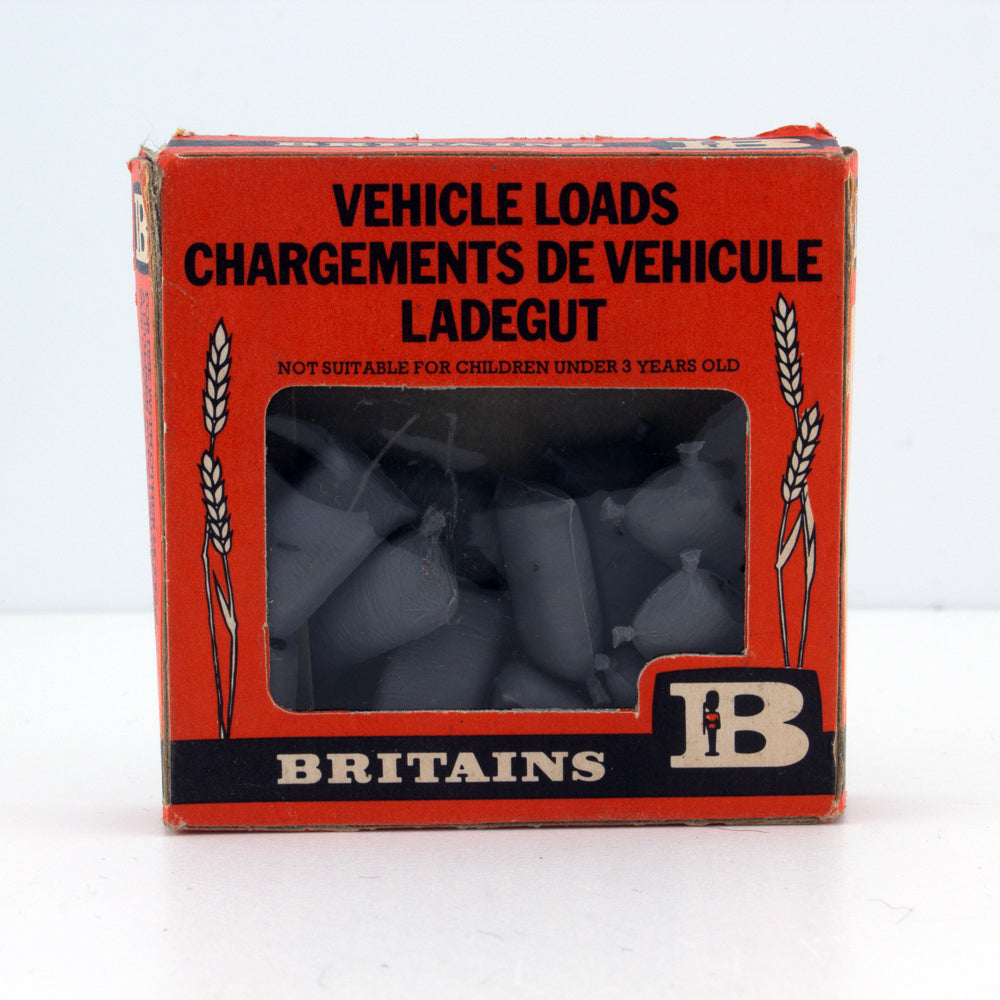 BRITAINS B
VEHICLE LOADS
CHARGEMENTS DE VEHICULE
LADEGUT
NOT SUITABLE FOR CHILDREN UNDER 3 YEARS OLD
BRITAINS
B
B